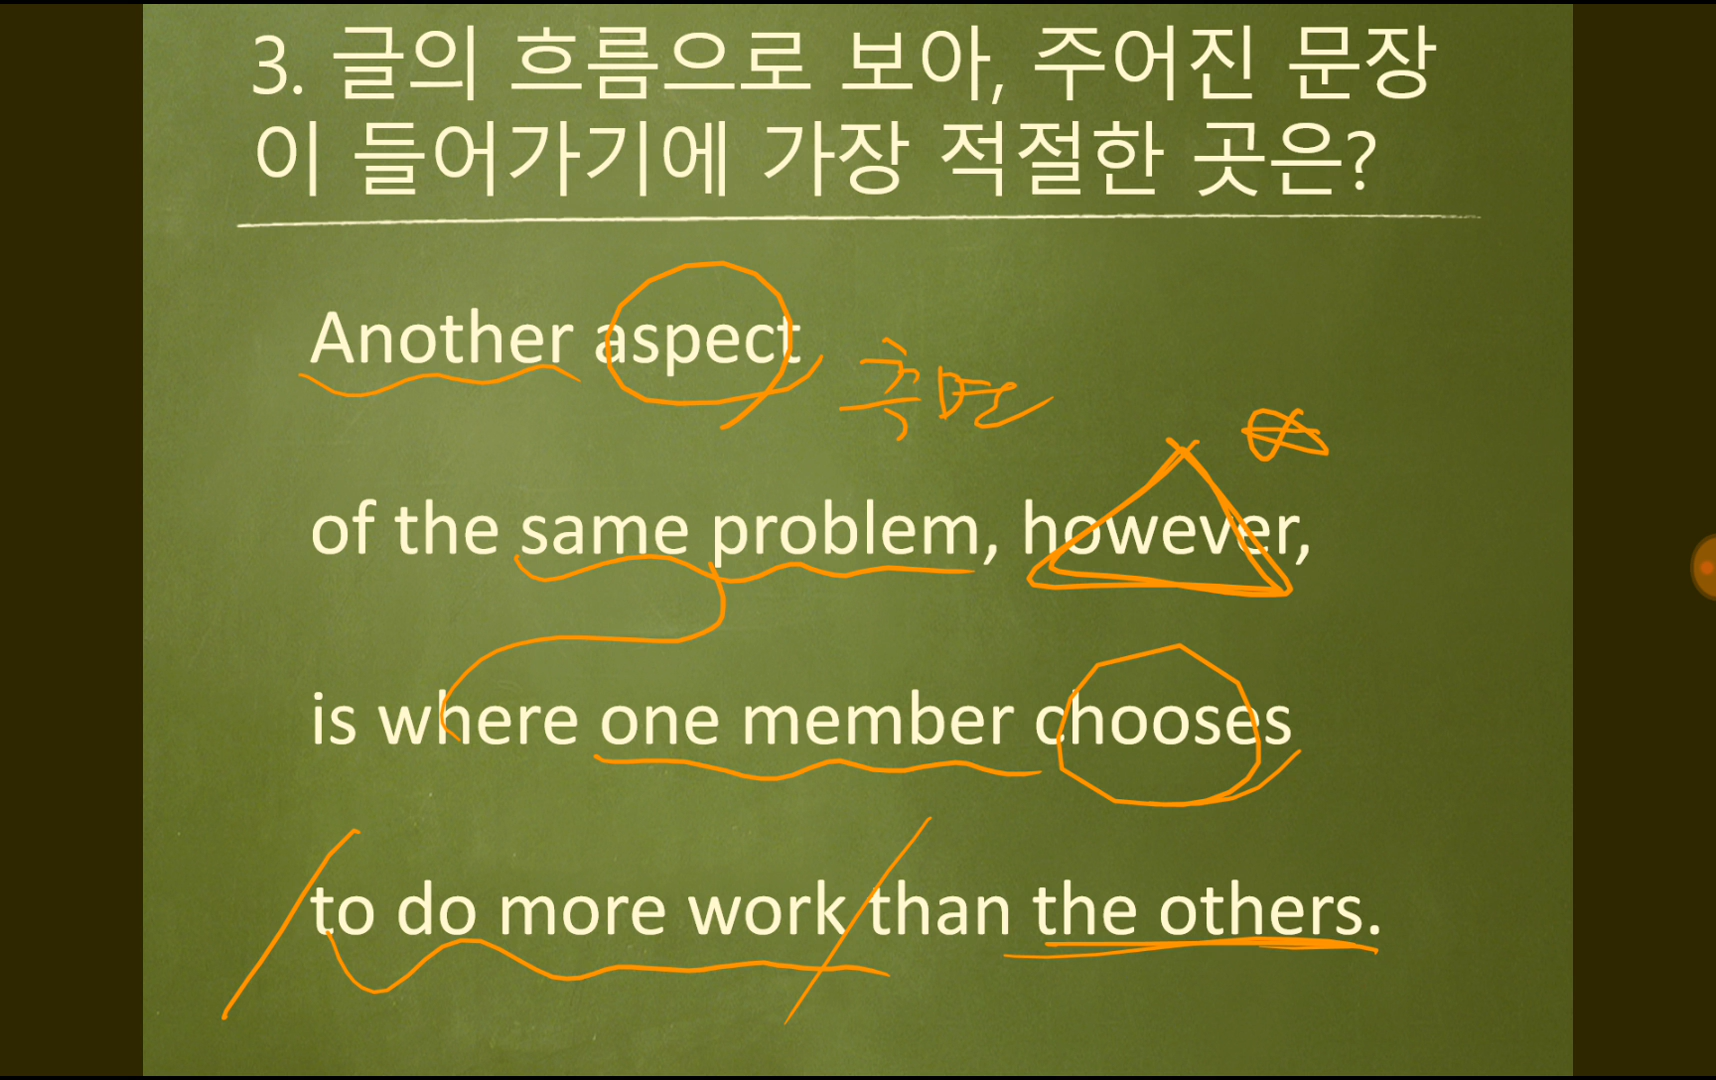 3. 글의 흐름으로 보아, 주어진 문장
이 들어가기에 가장 적절한 곳은?
Another aspect
측면
of the same problem, however,
is where one member chooses
to do more work than the others.